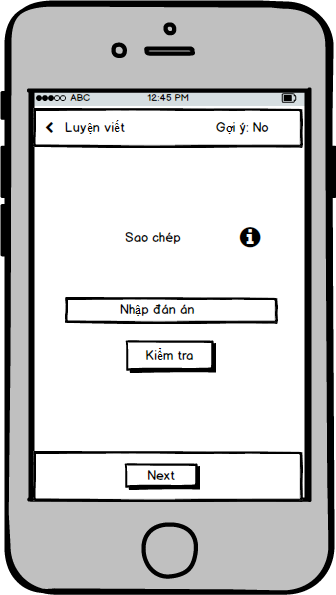 ABC 12:45 PM
Luyện viết Gợi ý: No
Sao chép
Nhập đán án
Kiểm tra
Next